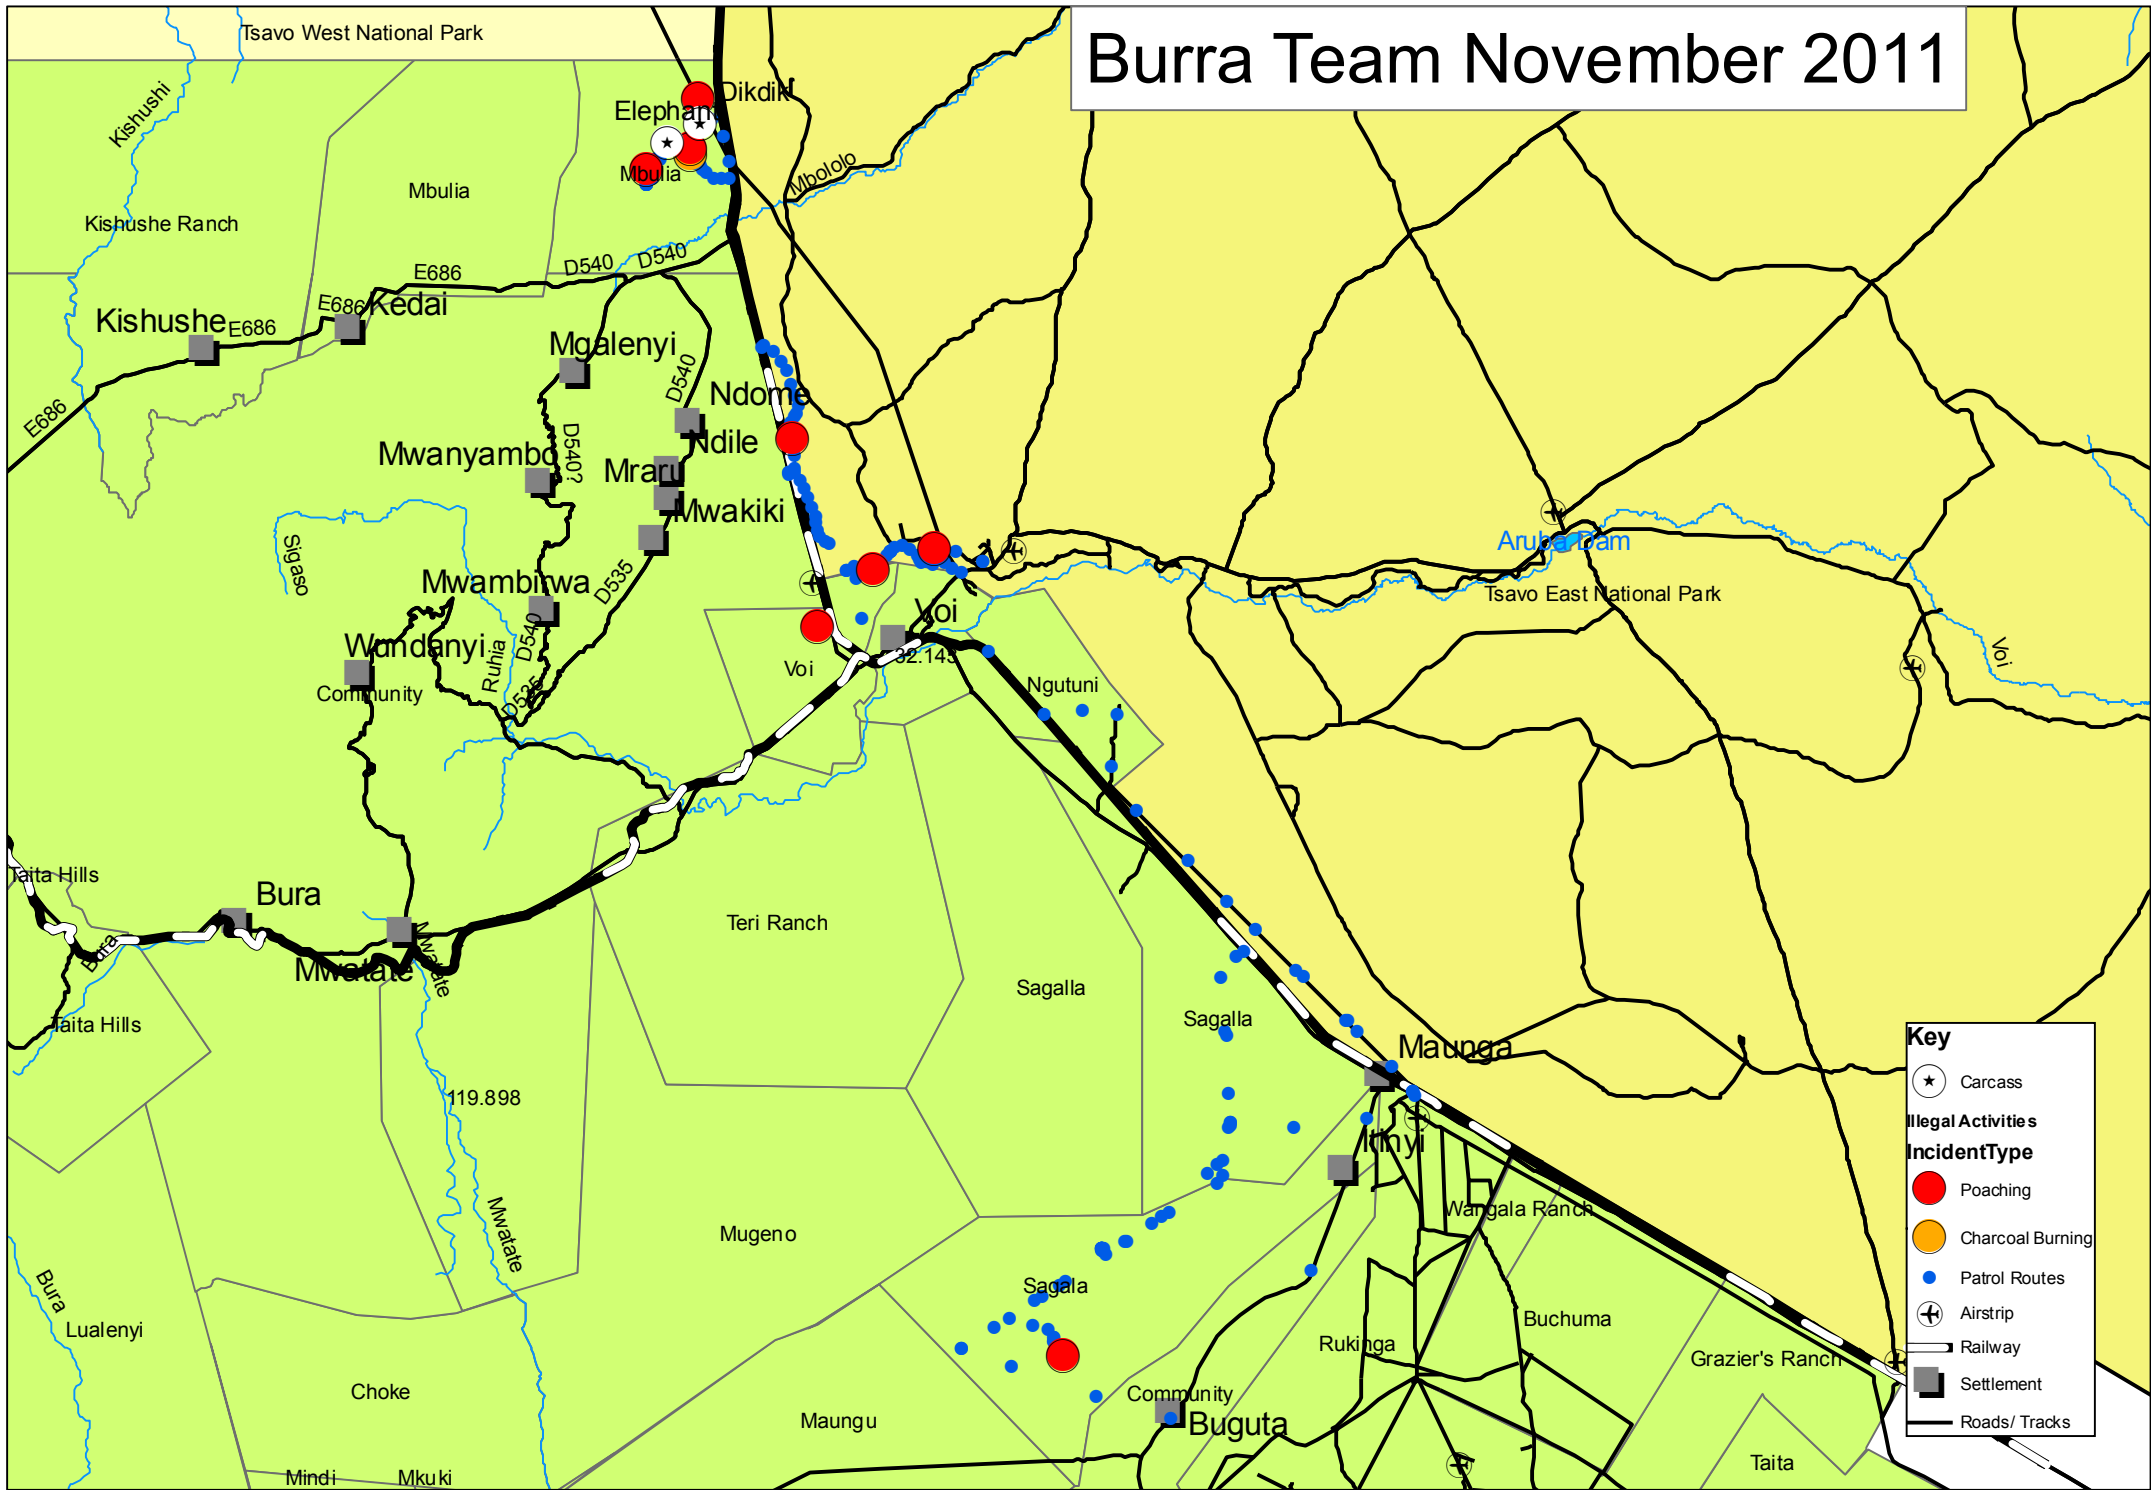 Burra Team November 2011
Tsavo West National Park
Kishushi
Dikdik
Elephant
Mbulia
Mbololo
Mbulia
Kishushe Ranch
D540
D540
E686
E686
Kedai
Kishushe
E686
E686
Mgalenyi
D540
Ndome
D540?
Mwanyambo
Ndile
Mraru
Mwakiki
Sigaso
Aruba Dam
Tsavo East National Park
Mwambirwa
D535
Voi
D540
Wundanyi
Ruhia
Community
Voi
32.145
Ngutuni
Voi
D535
Taita Hills
Bura
Teri Ranch
Mwatate
Mwatate
Bura
Sagalla
Sagalla
Taita Hills
Maunga
119.898
Itinyi
Mwatate
Mugeno
Wangala Ranch
Bura
Lualenyi
Sagala
Buchuma
Rukinga
Grazier's Ranch
Choke
Community
Maungu
Buguta
Taita
Mindi
Mkuki
Key
Carcass
Illegal Activities
IncidentType
Poaching
Charcoal Burning
Patrol Routes
Airstrip
Railway
Settlement
Roads/ Tracks